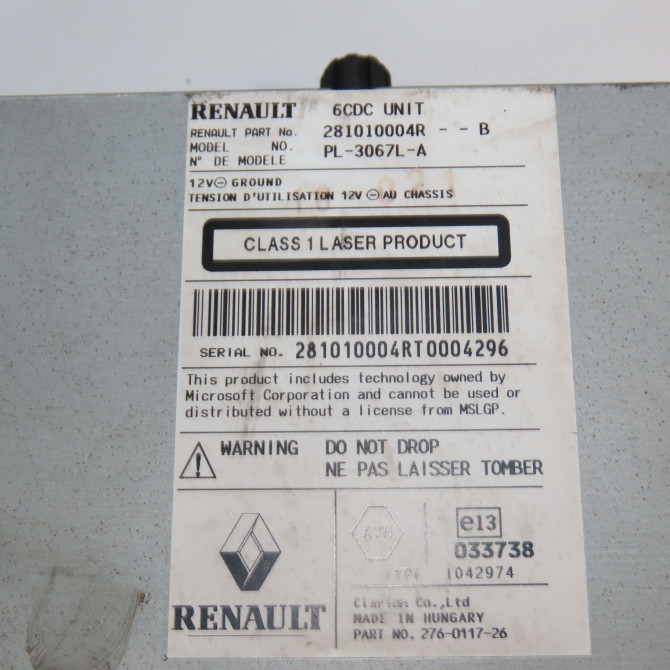 RENAULT 6CDC UNIT
RENAULT PART No. 281010004R - - B
MODEL NO. PL-3067L-A
N° DE MODELE
12V⊖ GROUND
TENSION D'UTILISATION 12V ⊖ AU CHASSIS
CLASS 1 LASER PRODUCT
SERIAL NO. 281010004RT0004296
This product includes technology owned by
Microsoft Corporation and cannot be used or
distributed without a license from MSLGP.
WARNING DO NOT DROP
NE PAS LAISSER TOMBER
RENAULT
e13
033738
TYPE 1042974
Clarion Co.,Ltd
MADE IN HUNGARY
PART NO. 276-0117-26